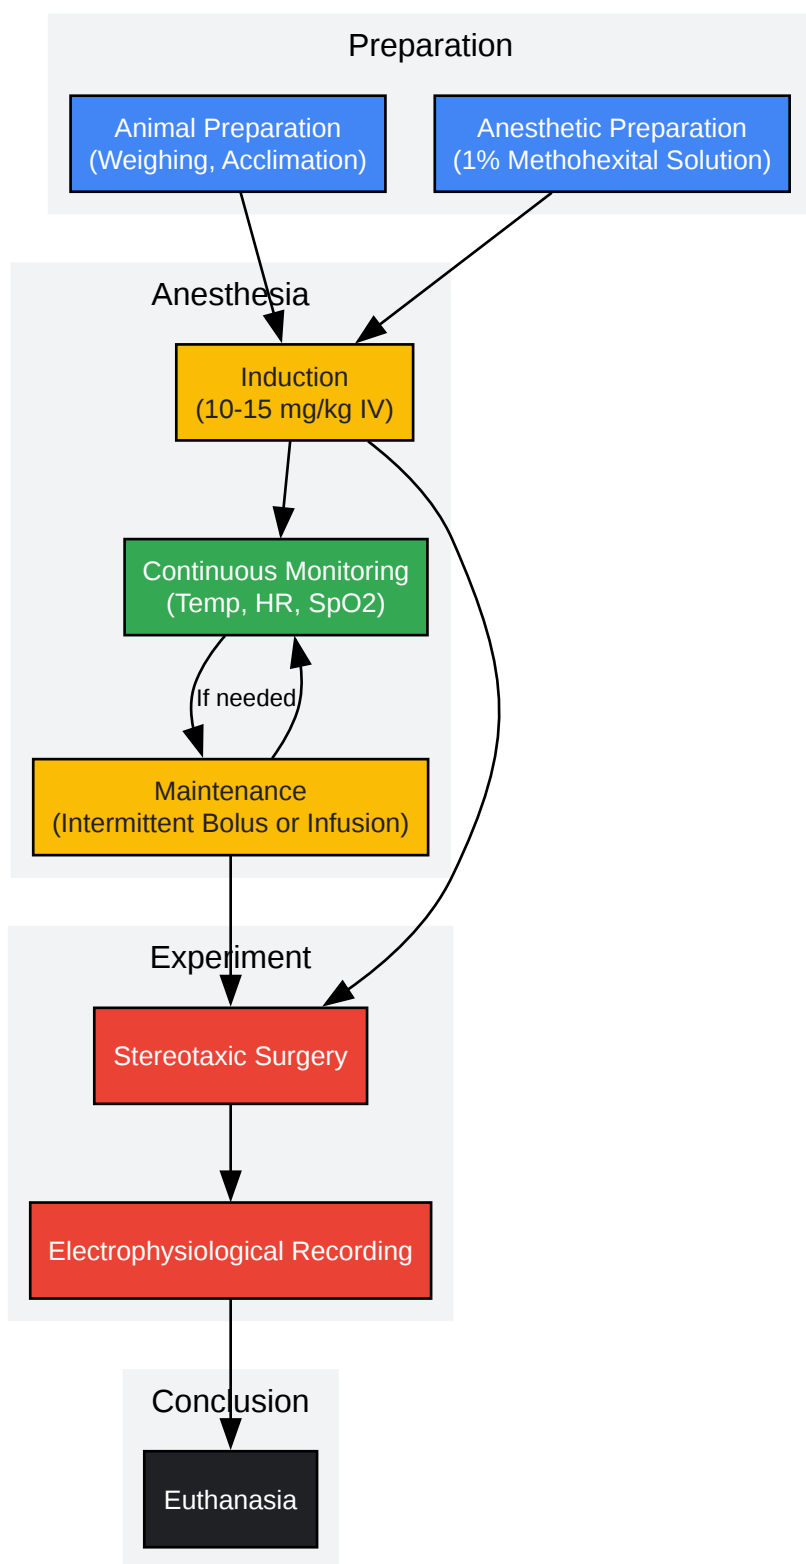 Preparation
Animal Preparation
(Weighing, Acclimation)
Anesthetic Preparation
(1% Methohexital Solution)
Anesthesia
Induction
(10-15 mg/kg IV)
Continuous Monitoring
(Temp, HR, SpO2)
If needed
Maintenance
(Intermittent Bolus or Infusion)
Experiment
Stereotaxic Surgery
Electrophysiological Recording
Conclusion
Euthanasia